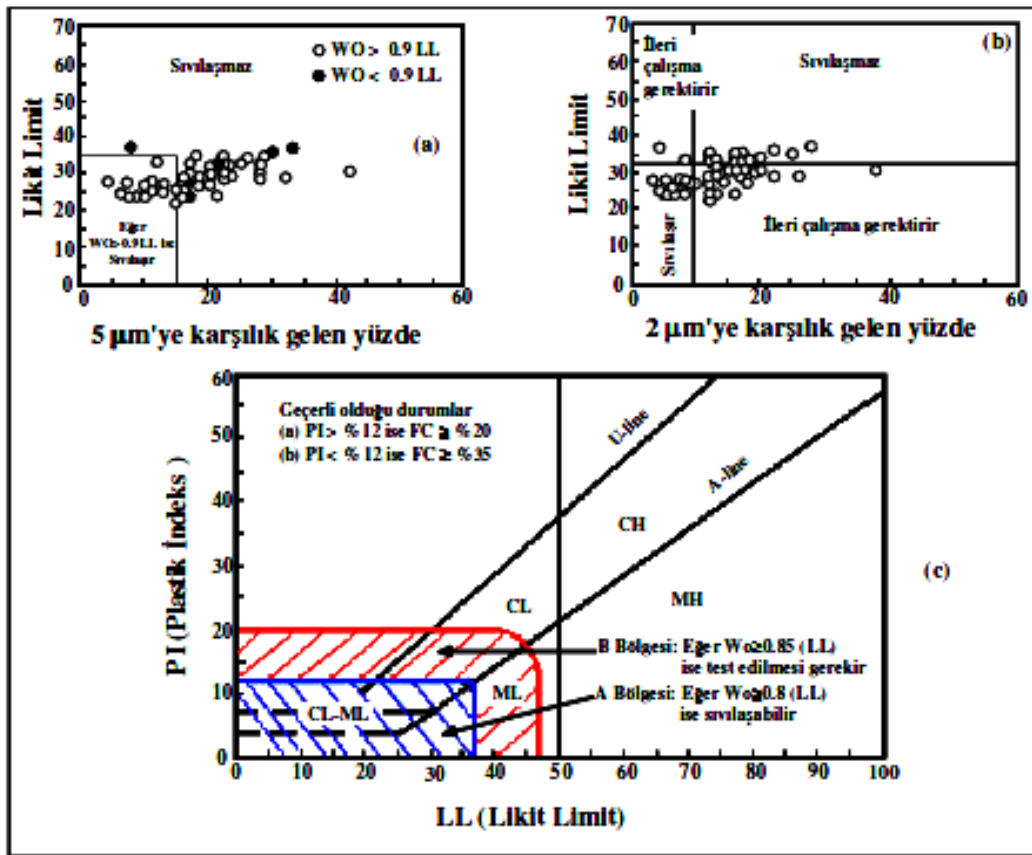 70
60
50
40
30
20
10
0
Likit Limit
Sıvılaşmaz
WO > 0.9 LL
WO < 0.9 LL
(a)
Eğer
WO>0.9 LL ise
Sıvılaşır
0
20
40
60
5 µm'ye karşılık gelen yüzde
70
60
50
40
30
20
10
0
Likit Limit
İleri
çalışma
gerektirir
Sıvılaşmaz
(b)
Sıvılaşır
İleri çalışma gerektirir
0
20
40
60
2 µm'ye karşılık gelen yüzde
60
50
40
30
20
10
0
PI (Plastik İndeks)
Geçerli olduğu durumlar
(a) PI > %12 ise FC ≧ %20
(b) PI < %12 ise FC ≥ %35
U-line
A-line
CH
CL
MH
ML
CL-ML
(c)
B Bölgesi: Eğer Wo≥0.85 (LL)
ise test edilmesi gerekir
A Bölgesi: Eğer Wo≧0.8 (LL)
ise sıvılaşabilir
0
10
20
30
40
50
60
70
80
90
100
LL (Likit Limit)